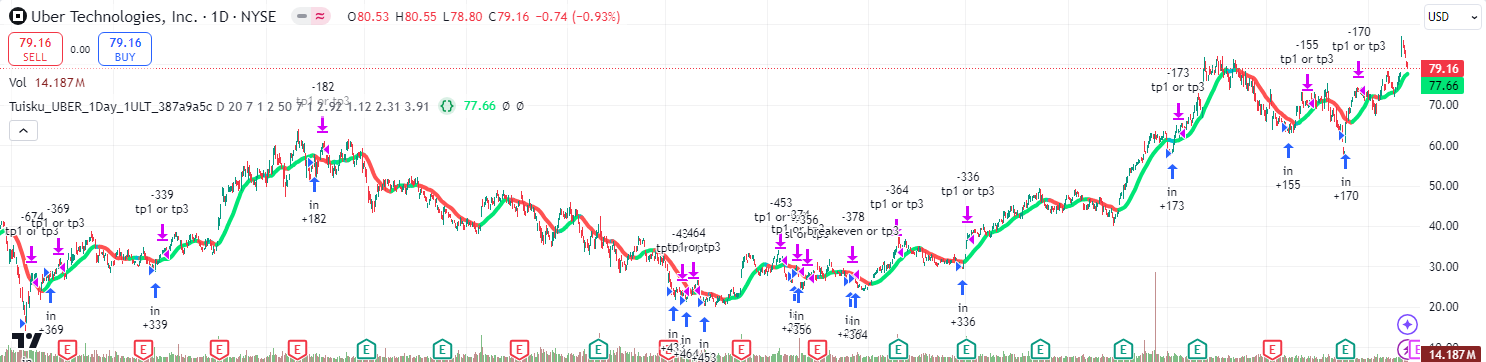 Uber Technologies, Inc. · 1D · NYSE
O80.53 H80.55 L78.80 C79.16 −0.74 (−0.93%)
USD
79.16
SELL
0.00
79.16
BUY
Vol 14.187M
Tuisku_UBER_1Day_1ULT_387a9a5c D 20 7 1 2 50 7 1 2.92 1.12 2.31 3.91 {} 77.66 Ø Ø
-182
tp1 or tp3
-170
tp1 or tp3
-155
tp1 or tp3
-173
tp1 or tp3
79.16
77.66
70.00
60.00
50.00
40.00
30.00
20.00
-674
tp1 or tp3
-369
tp1 or tp3
-339
tp1 or tp3
in
+182
-336
tp1 or tp3
-364
tp1 or tp3
-453
-378
breakeven or tp3
in
+173
in
+155
in
+170
in
+369
in
+339
in
in
in
+453
in
+356
in
+364
in
+336
E E E E E E E E E E E E E E E E E E
14.187M